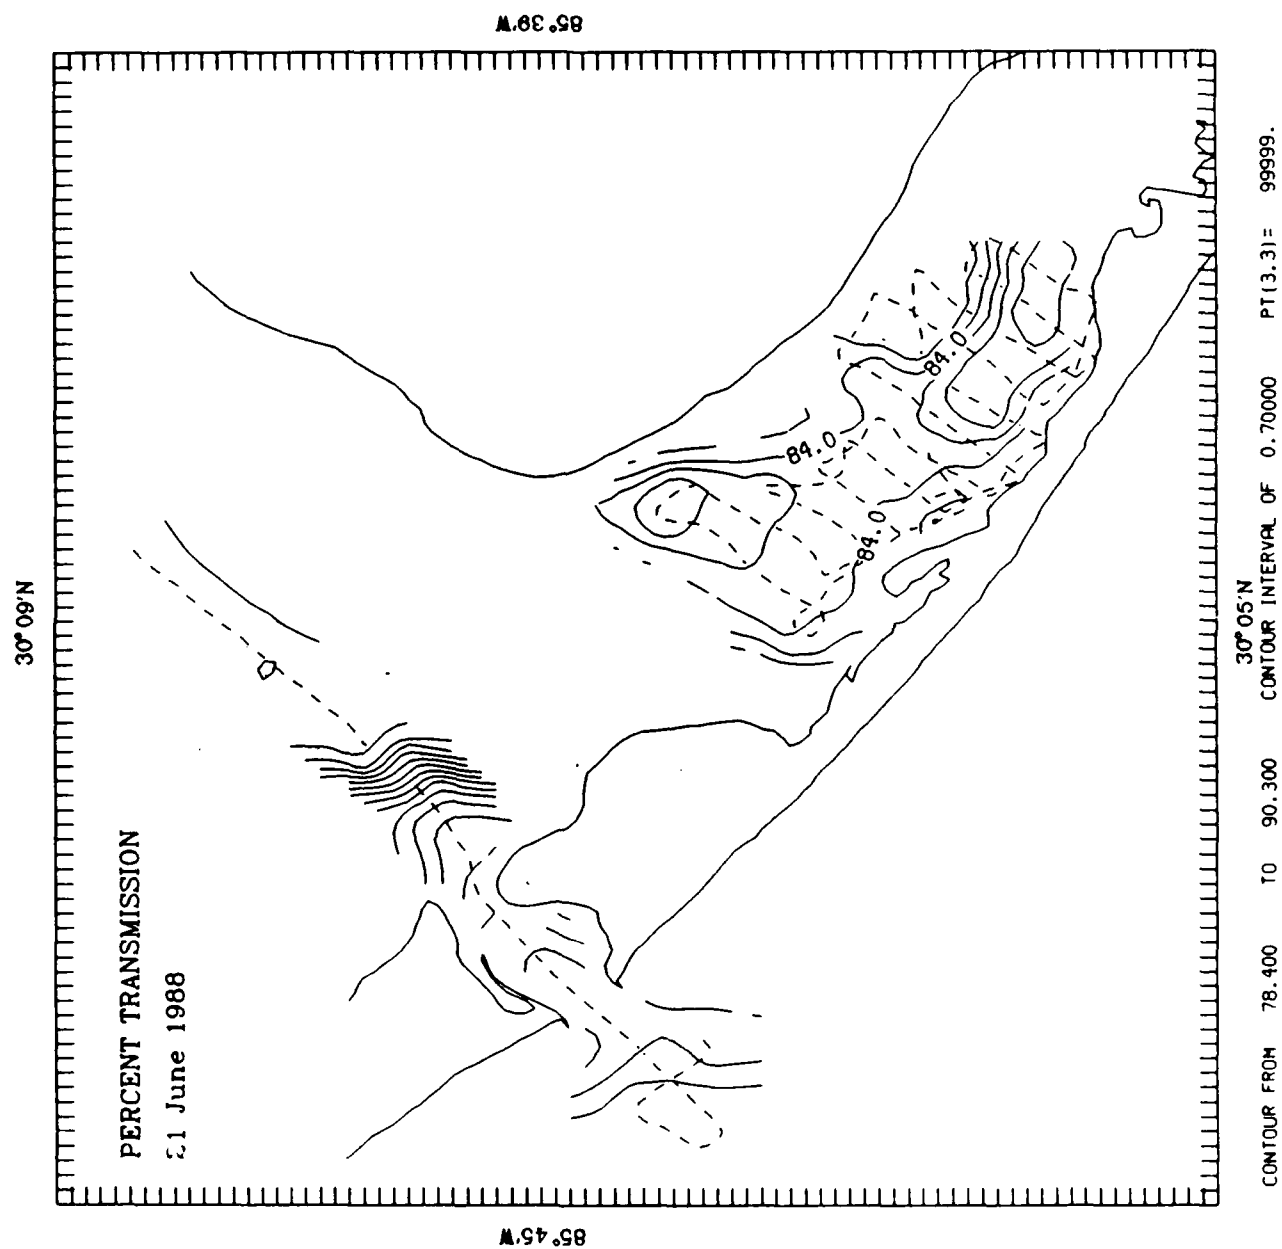 PERCENT TRANSMISSION
21 June 1988
30° 09'N
85° 39'W
85° 45'W
30° 05'N
84.0
84.0
84.0
CONTOUR FROM 78.400 TO 90.300 CONTOUR INTERVAL OF 0.70000 PT(3.3)= 99999.